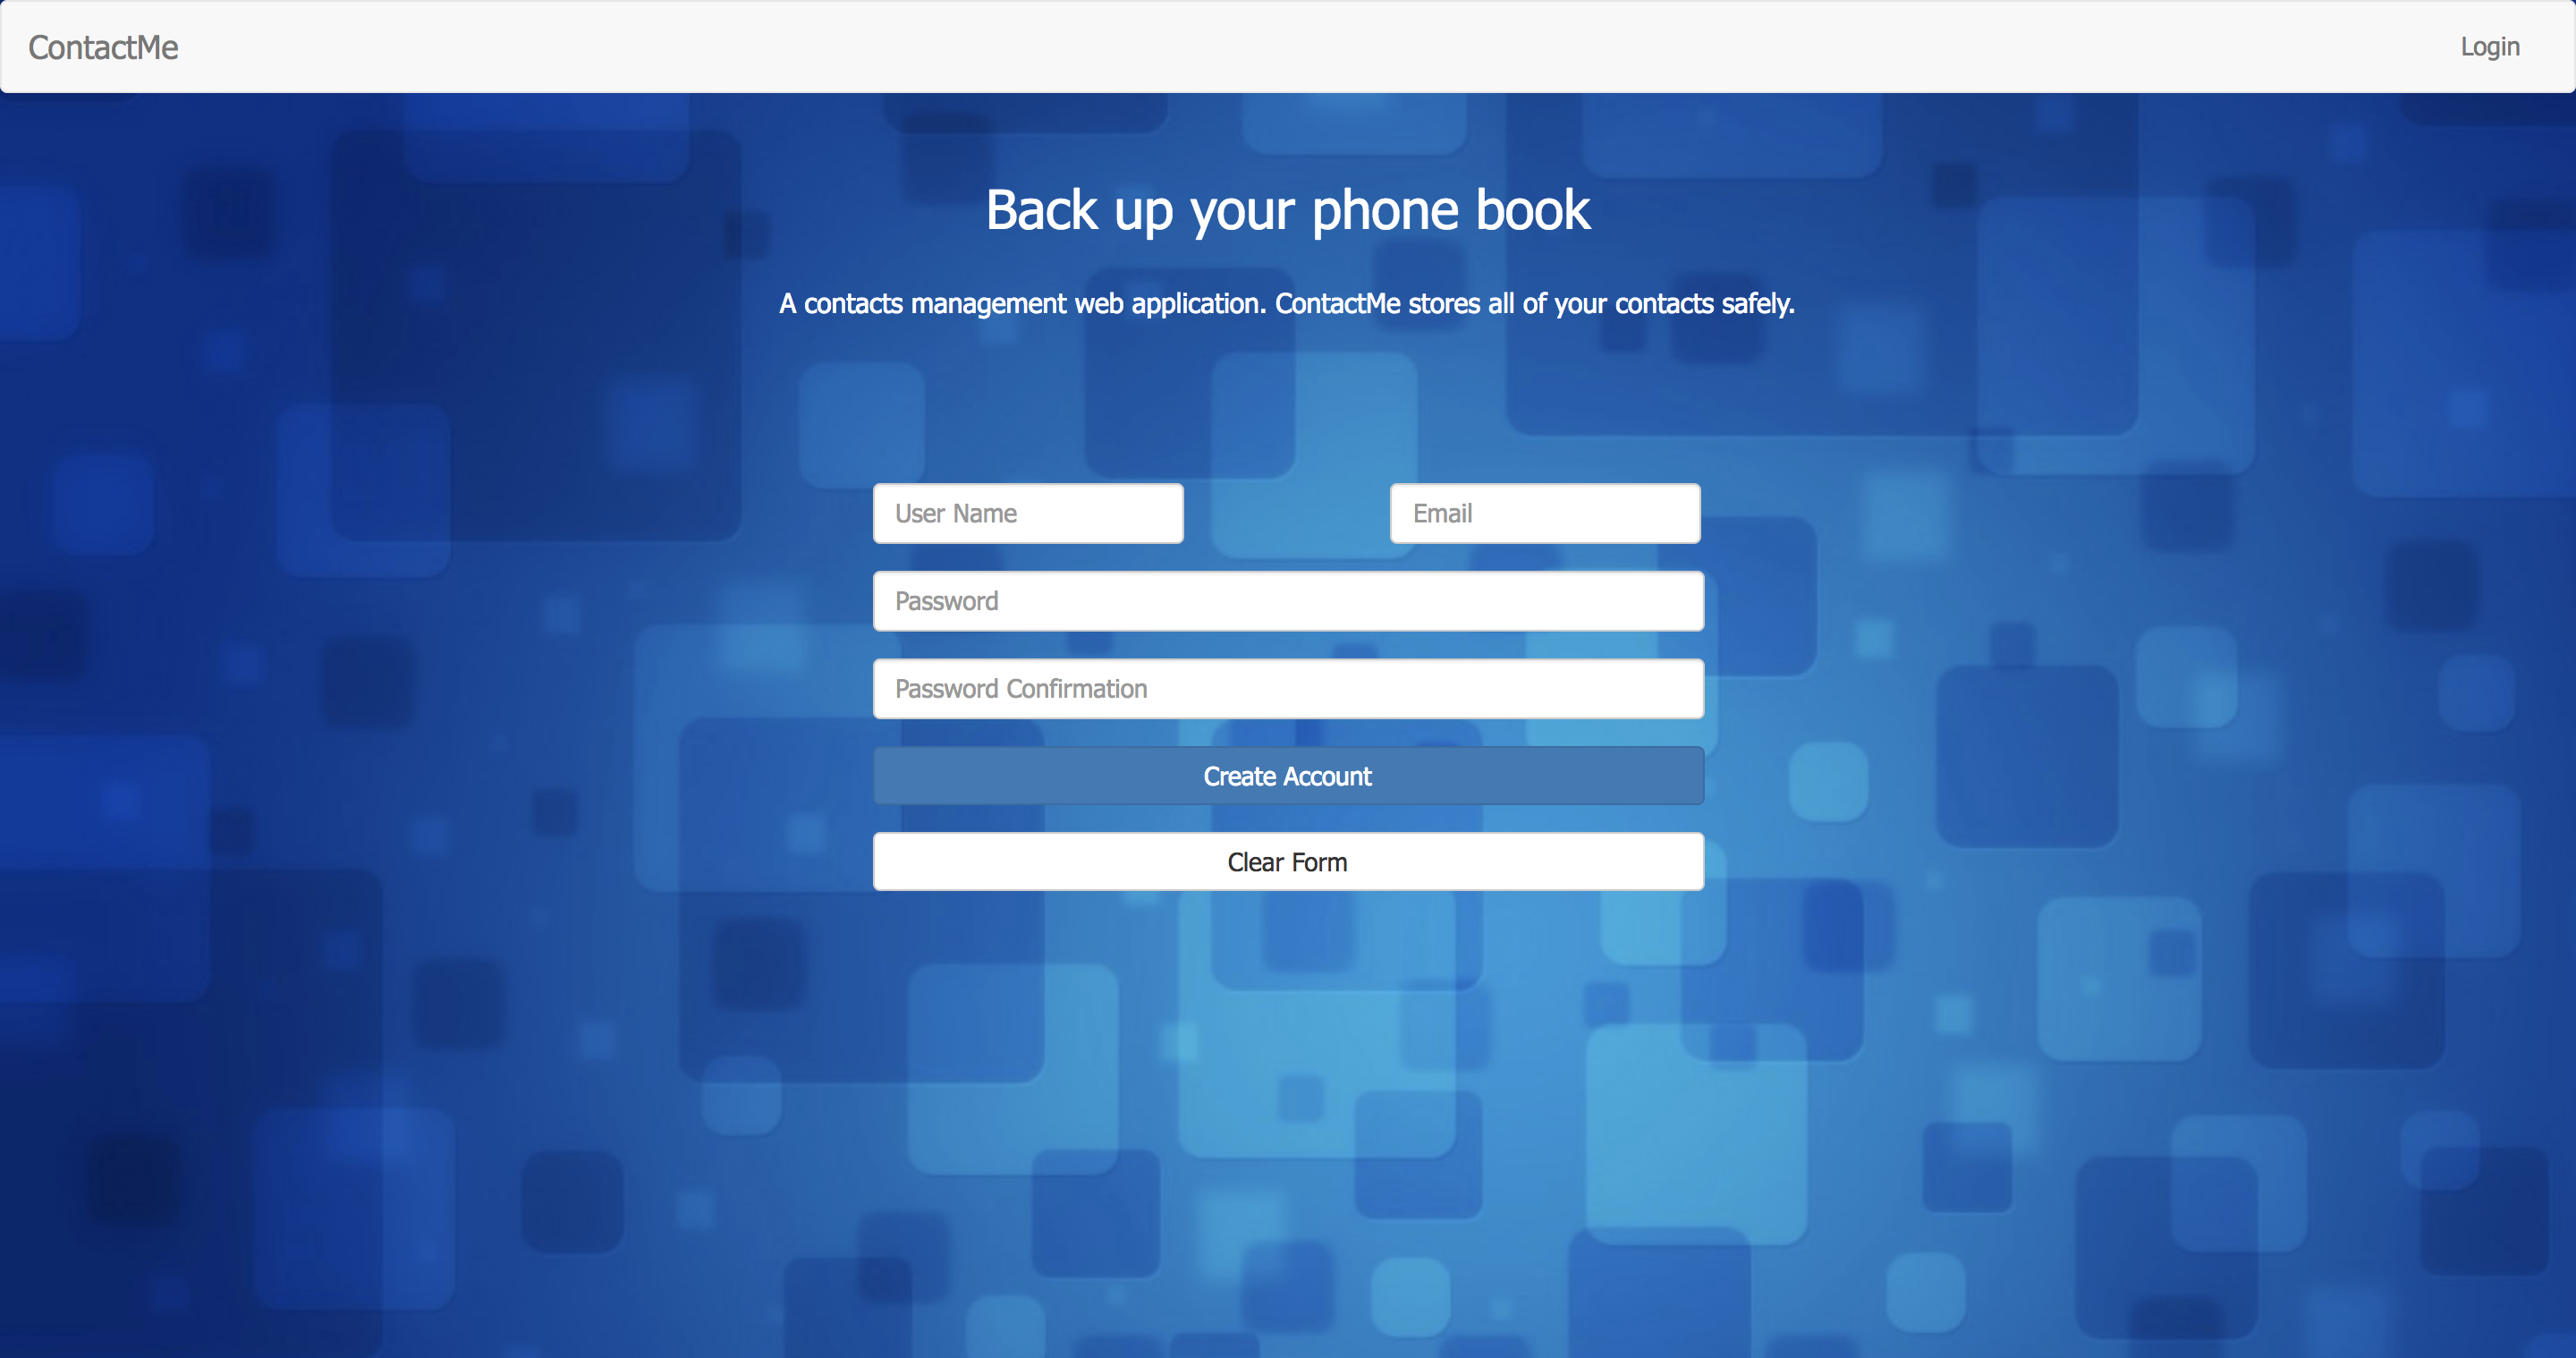 ContactMe
Login
Back up your phone book
A contacts management web application. ContactMe stores all of your contacts safely.
User Name
Email
Password
Password Confirmation
Create Account
Clear Form